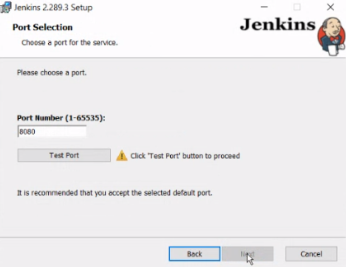 Jenkins 2.289.3 Setup
Port Selection
Choose a port for the service.
Jenkins
Please choose a port.
Port Number (1-65535):
8080
Test Port
Click 'Test Port' button to proceed
It is recommended that you accept the selected default port.
Back
Next
Cancel